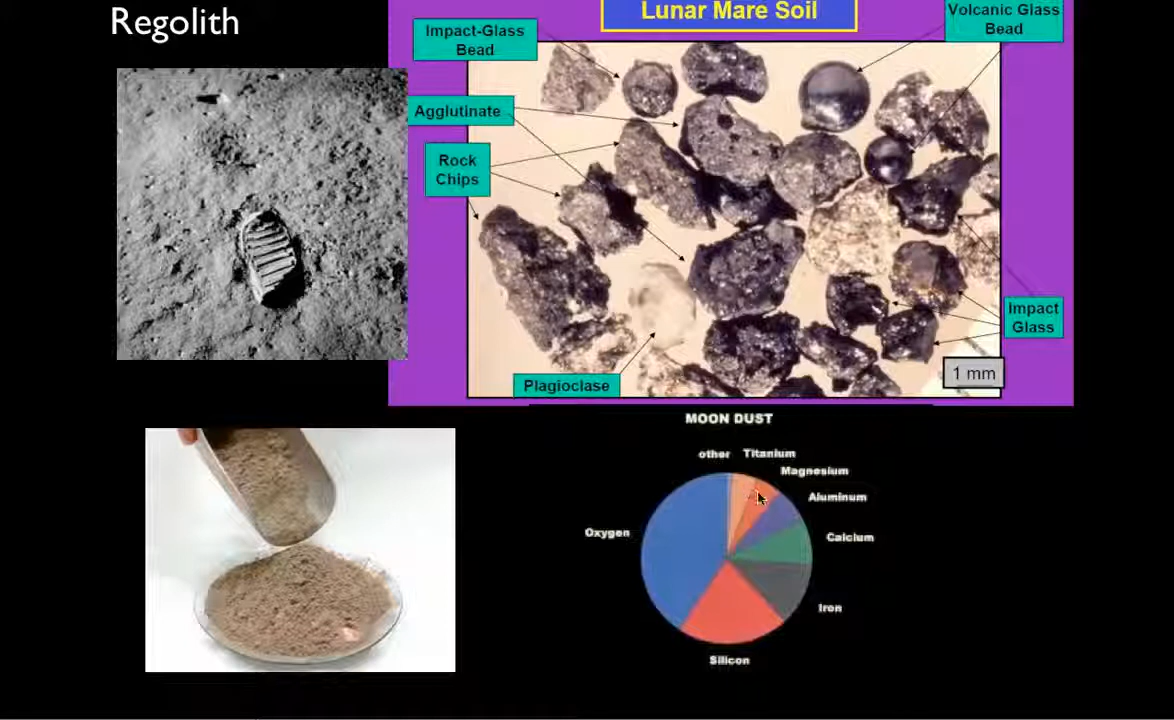 Regolith
Lunar Mare Soil
Impact-Glass
Bead
Volcanic Glass
Bead
Agglutinate
Rock
Chips
Impact
Glass
1 mm
Plagioclase
MOON DUST
other
Titanium
Magnesium
Aluminum
Oxygen
Calcium
Iron
Silicon